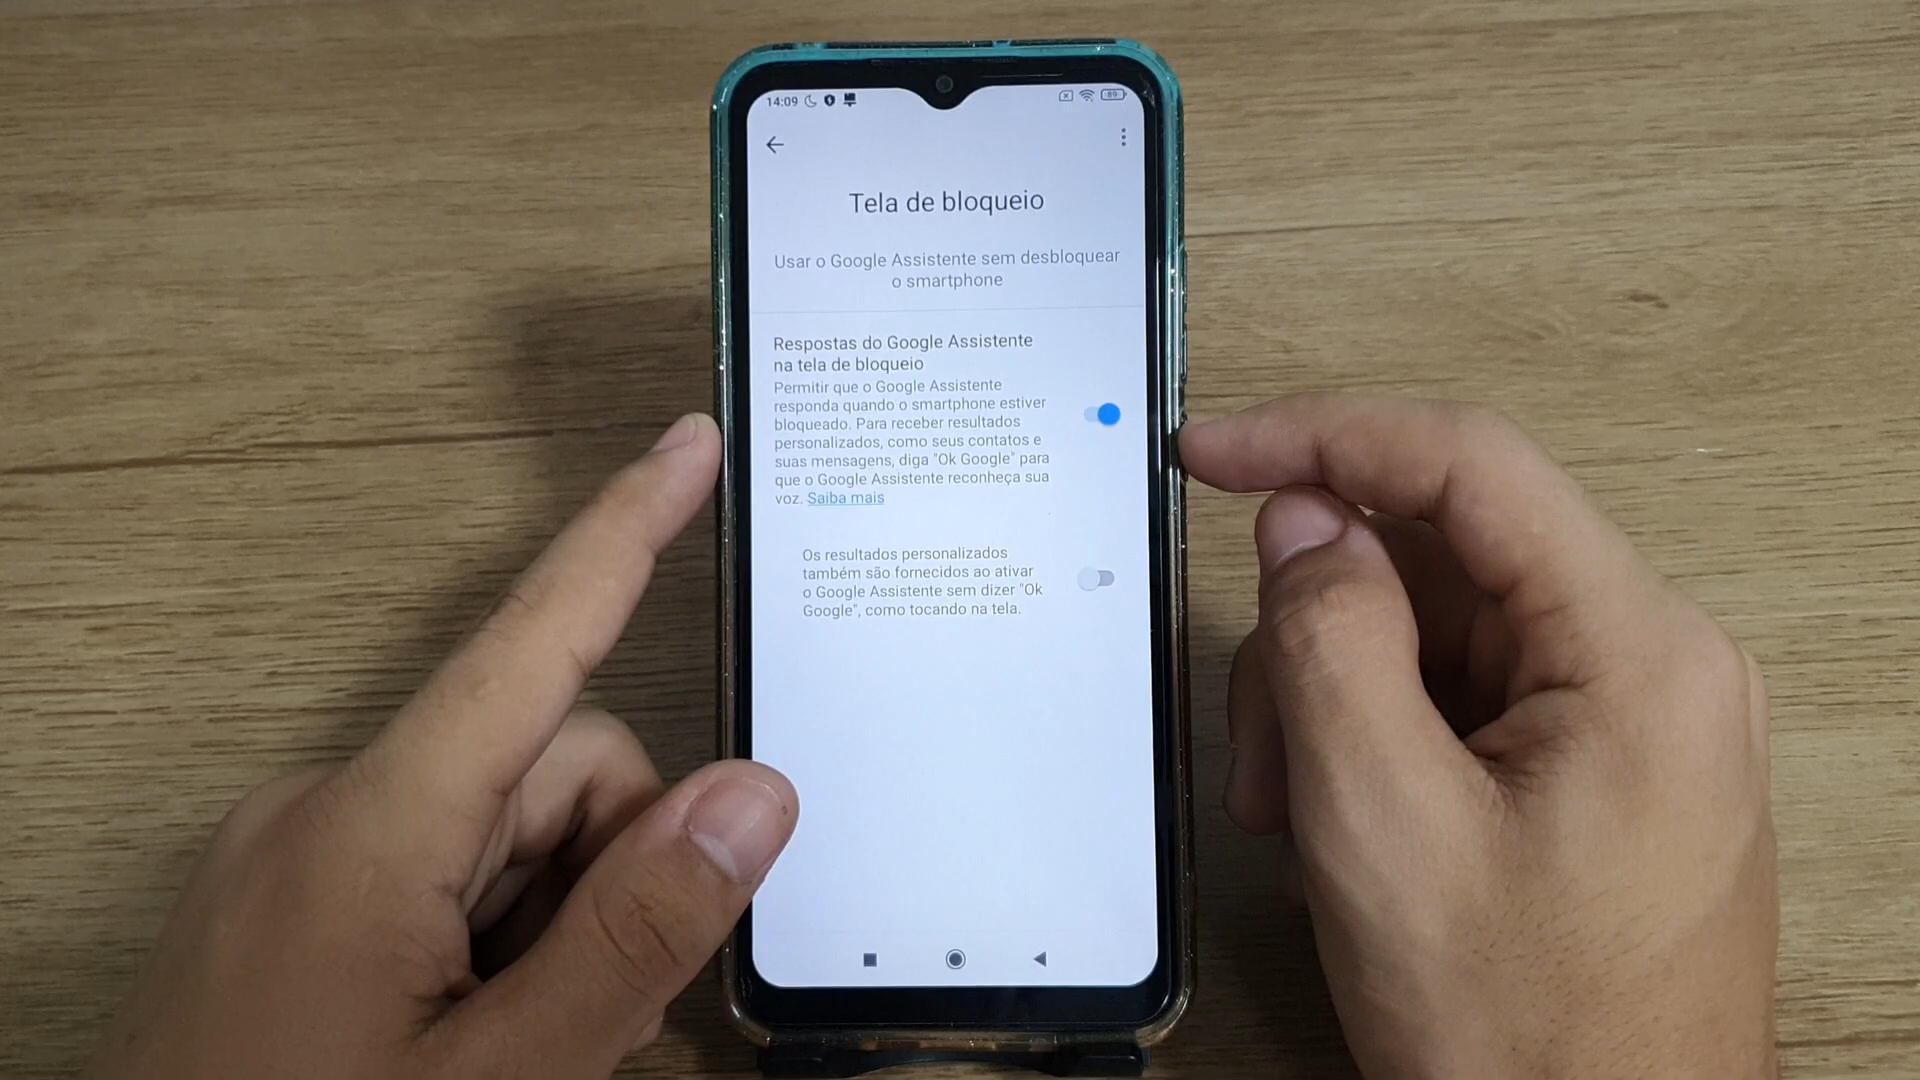 14:09
89
Tela de bloqueio
Usar o Google Assistente sem desbloquear
o smartphone
Respostas do Google Assistente
na tela de bloqueio
Permitir que o Google Assistente
responda quando o smartphone estiver
bloqueado. Para receber resultados
personalizados, como seus contatos e
suas mensagens, diga "Ok Google" para
que o Google Assistente reconheça sua
voz. Saiba mais
Os resultados personalizados
também são fornecidos ao ativar
o Google Assistente sem dizer "Ok
Google", como tocando na tela.